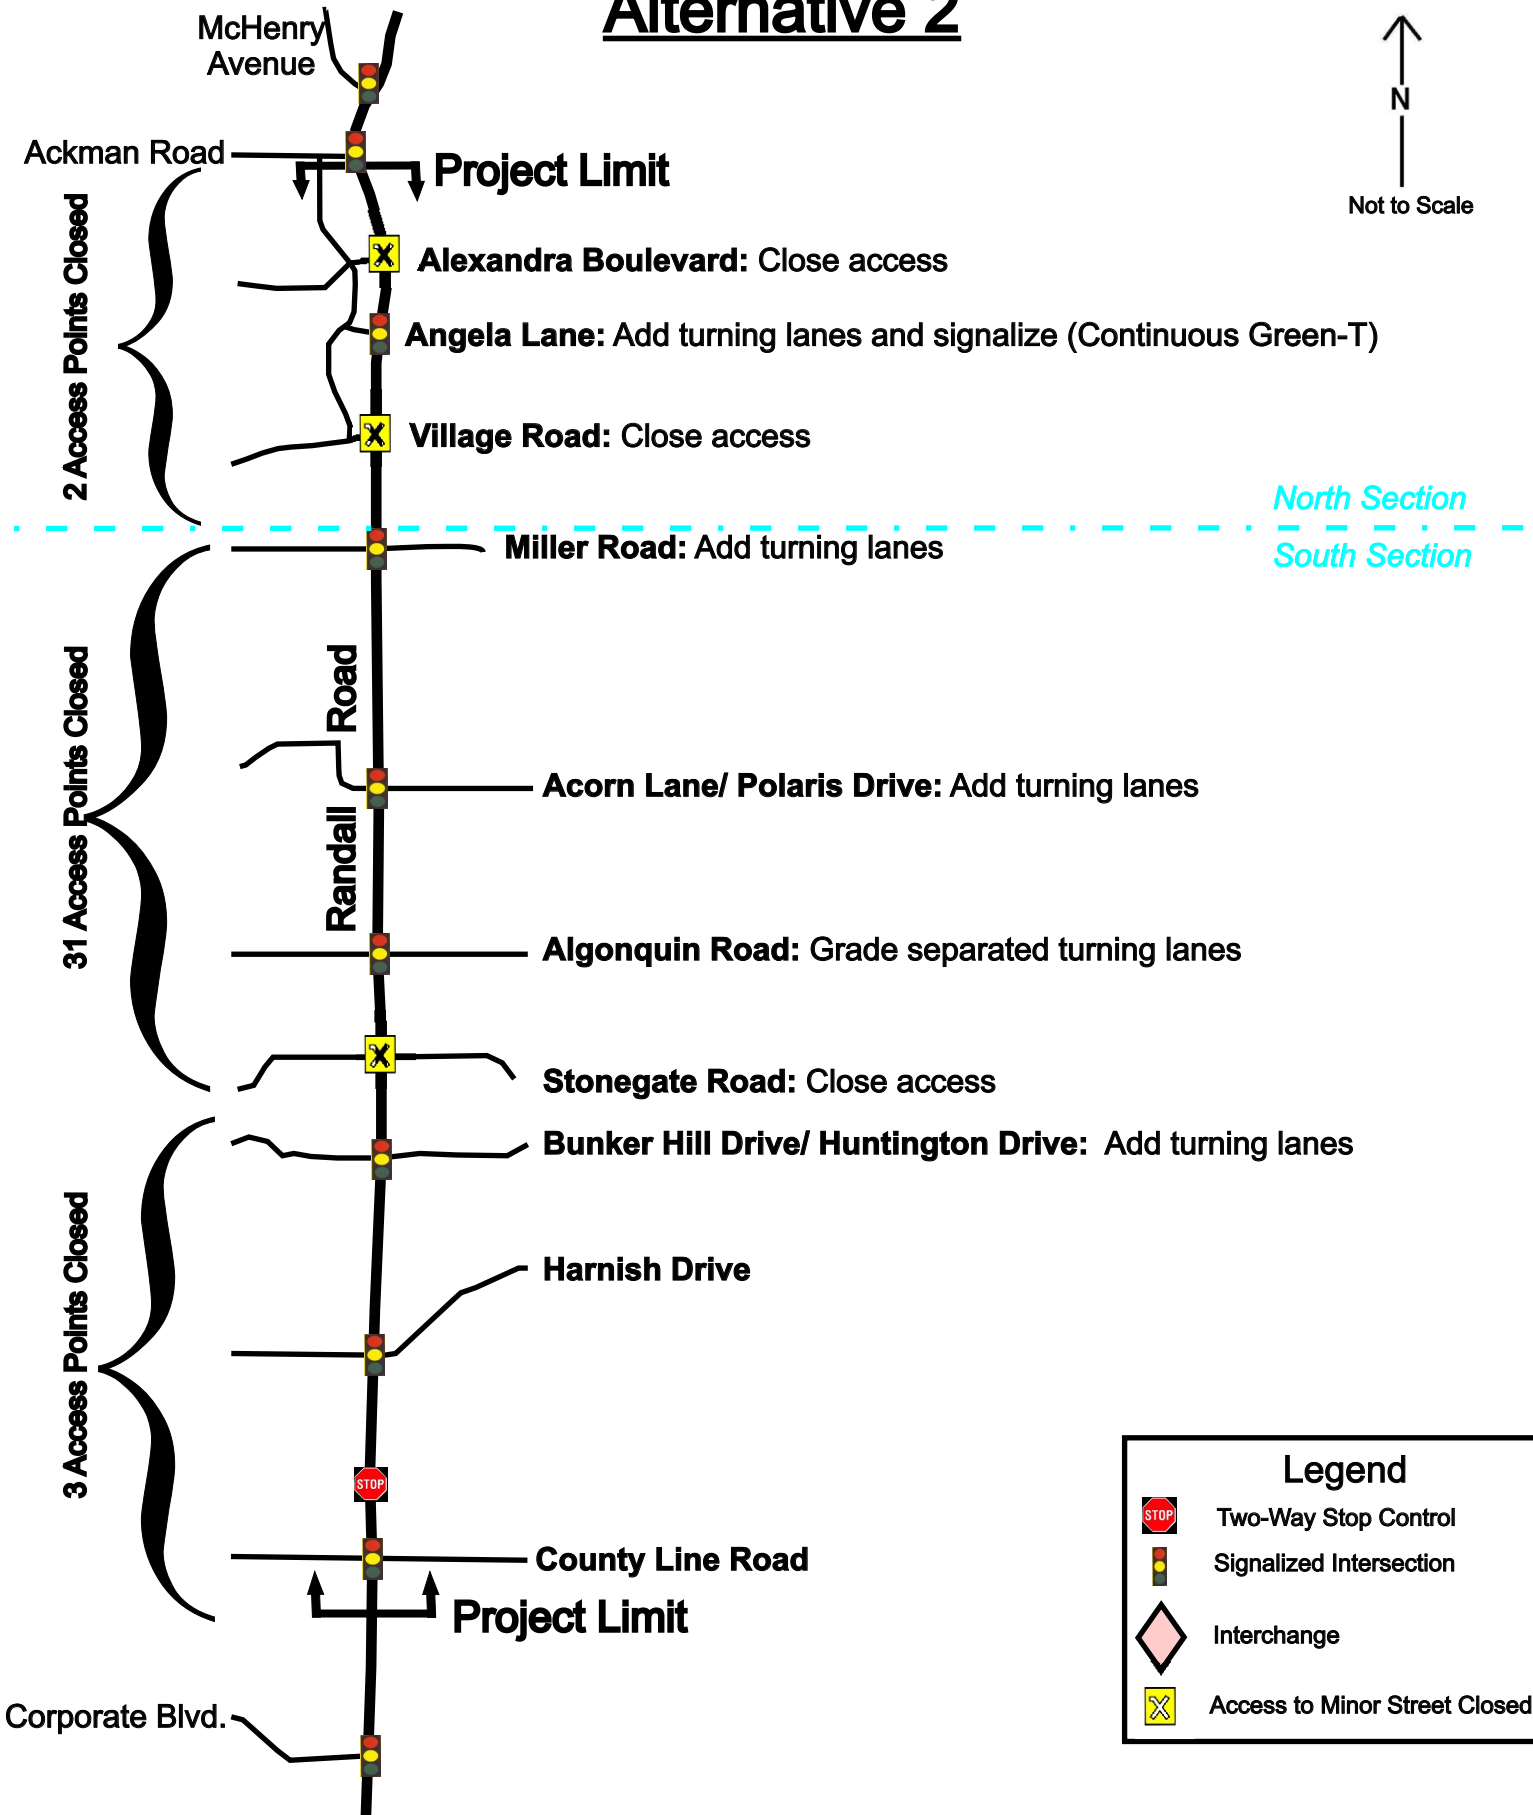 Alternative 2
McHenry
Avenue
N
Not to Scale
Ackman Road
Project Limit
2 Access Points Closed
Alexandra Boulevard: Close access
Angela Lane: Add turning lanes and signalize (Continuous Green-T)
Village Road: Close access
North Section
South Section
Miller Road: Add turning lanes
31 Access Points Closed
Randall Road
Acorn Lane/ Polaris Drive: Add turning lanes
Algonquin Road: Grade separated turning lanes
Stonegate Road: Close access
Bunker Hill Drive/ Huntington Drive: Add turning lanes
3 Access Points Closed
Harnish Drive
STOP
County Line Road
Project Limit
Corporate Blvd.
Legend
STOP Two-Way Stop Control
Signalized Intersection
Interchange
Access to Minor Street Closed